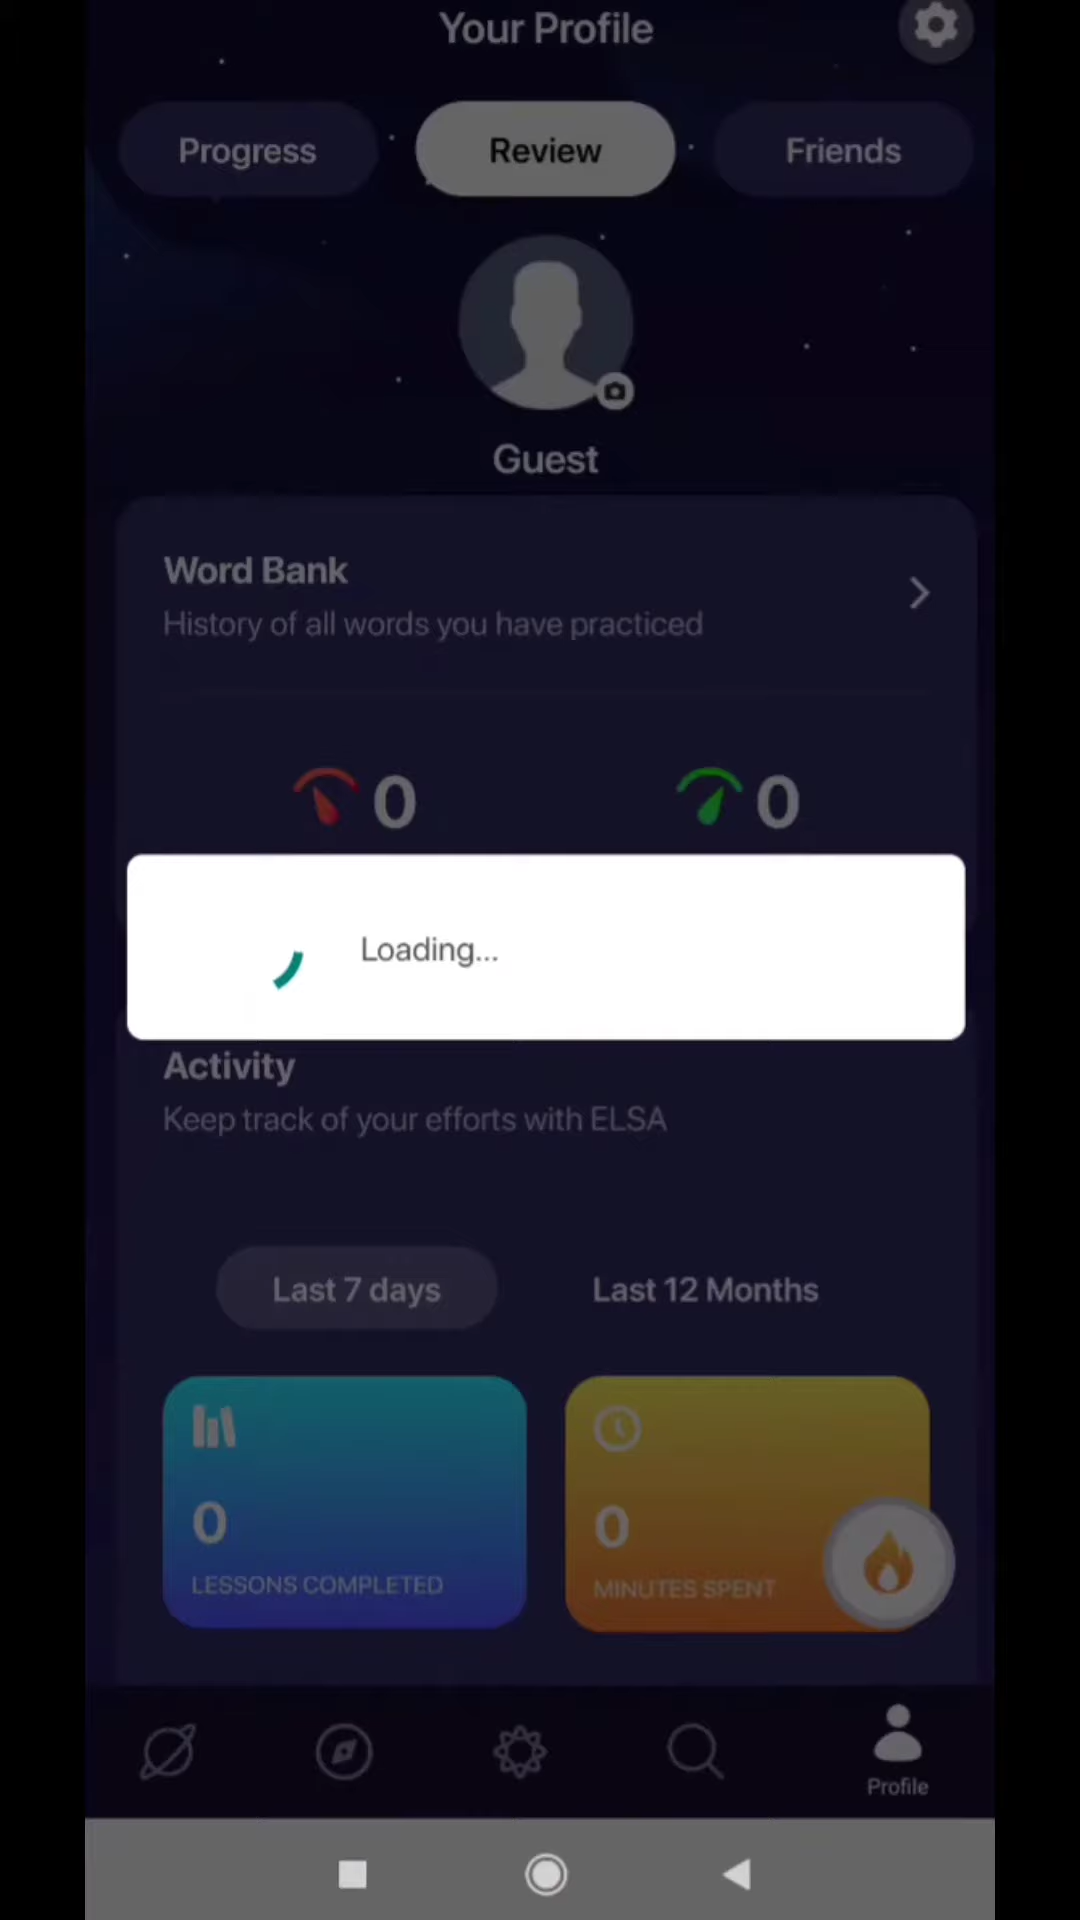 Your Profile
Progress
Review
Friends
Guest
Word Bank
History of all words you have practiced
0
0
Loading...
Activity
Keep track of your efforts with ELSA
Last 7 days
Last 12 Months
0
0
LESSONS COMPLETED
MINUTES SPENT
Profile